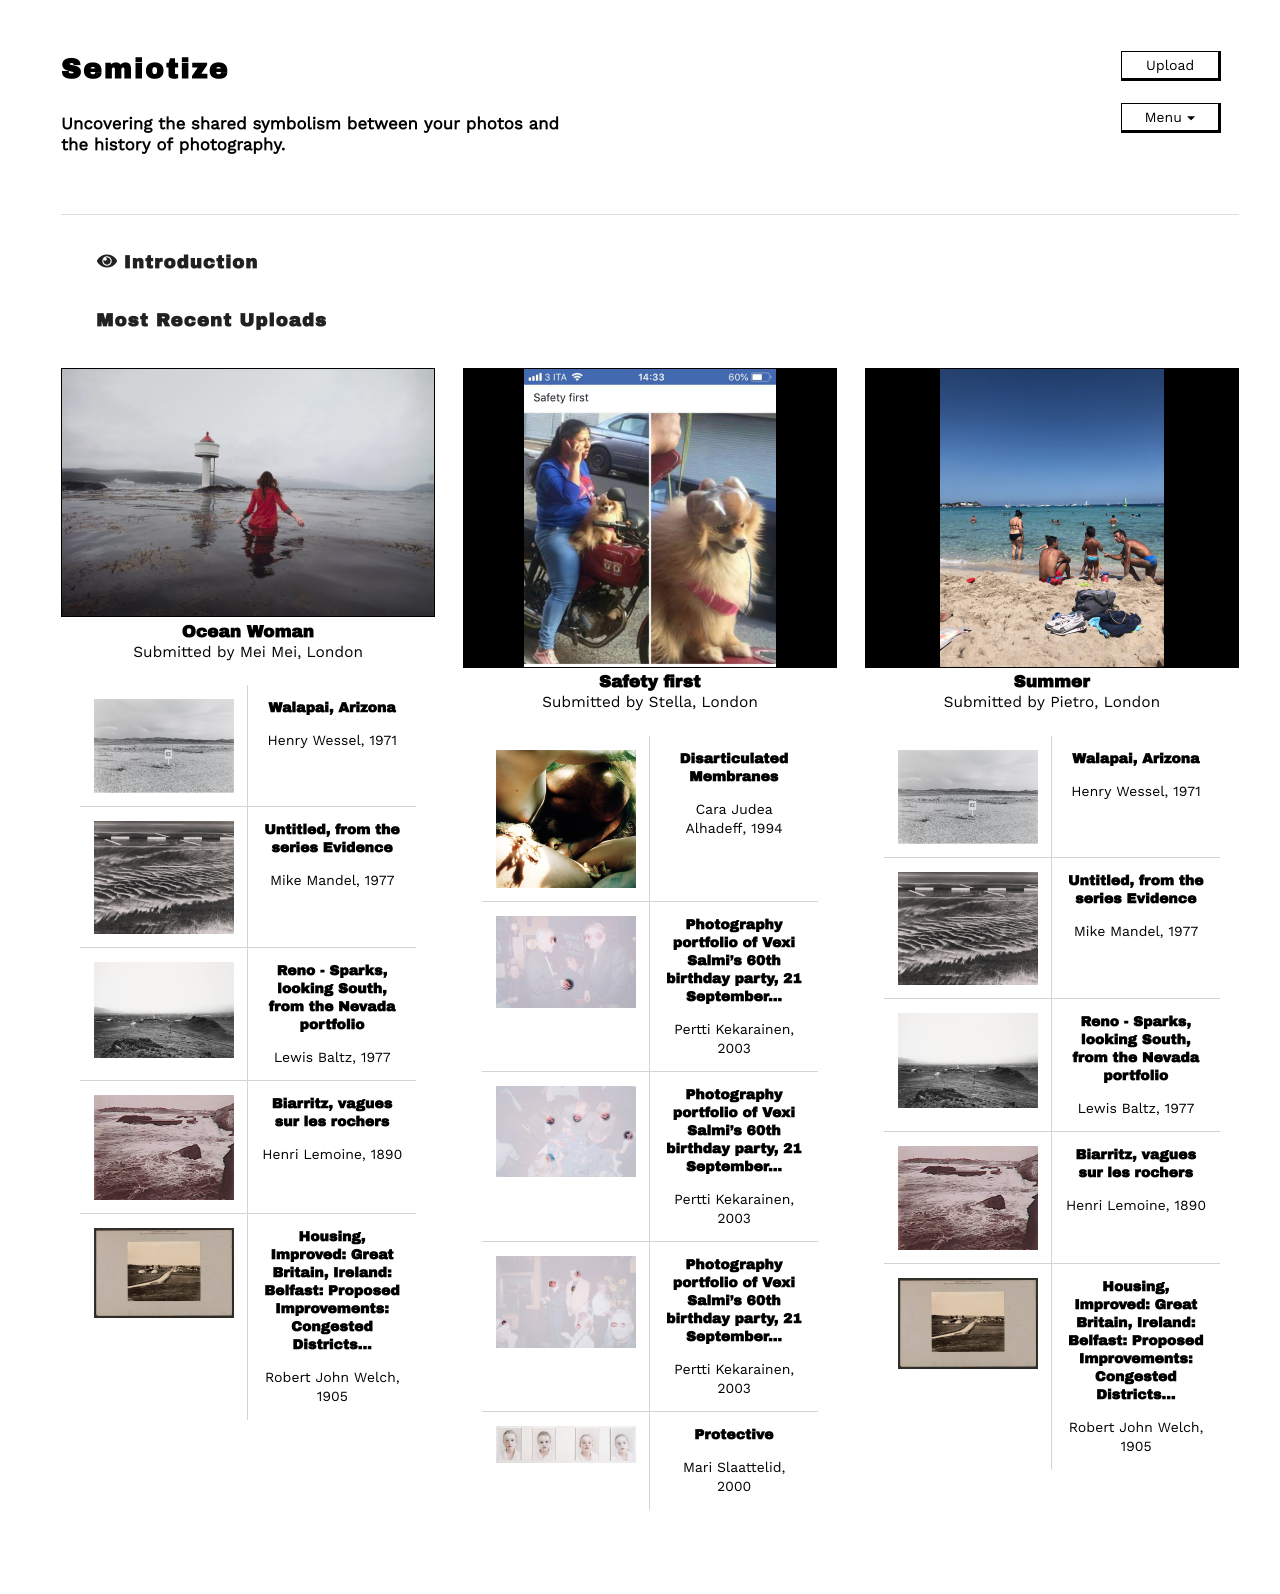 Semiotize
Upload
Uncovering the shared symbolism between your photos and
the history of photography.
Menu
Introduction
Most Recent Uploads
Ocean Woman
Submitted by Mei Mei, London
Walapai, Arizona
Henry Wessel, 1971
Untitled, from the
series Evidence
Mike Mandel, 1977
Reno - Sparks,
looking South,
from the Nevada
portfolio
Lewis Baltz, 1977
Biarritz, vagues
sur les rochers
Henri Lemoine, 1890
Housing,
Improved: Great
Britain, Ireland:
Belfast: Proposed
Improvements:
Congested
Districts...
Robert John Welch,
1905
3 ITA 14:33 60%
Safety first
Safety first
Submitted by Stella, London
Disarticulated
Membranes
Cara Judea
Alhadeff, 1994
Photography
portfolio of Vexi
Salmi’s 60th
birthday party, 21
September...
Pertti Kekarainen,
2003
Photography
portfolio of Vexi
Salmi’s 60th
birthday party, 21
September...
Pertti Kekarainen,
2003
Photography
portfolio of Vexi
Salmi’s 60th
birthday party, 21
September...
Pertti Kekarainen,
2003
Protective
Mari Slaattelid,
2000
Summer
Submitted by Pietro, London
Walapai, Arizona
Henry Wessel, 1971
Untitled, from the
series Evidence
Mike Mandel, 1977
Reno - Sparks,
looking South,
from the Nevada
portfolio
Lewis Baltz, 1977
Biarritz, vagues
sur les rochers
Henri Lemoine, 1890
Housing,
Improved: Great
Britain, Ireland:
Belfast: Proposed
Improvements:
Congested
Districts...
Robert John Welch,
1905